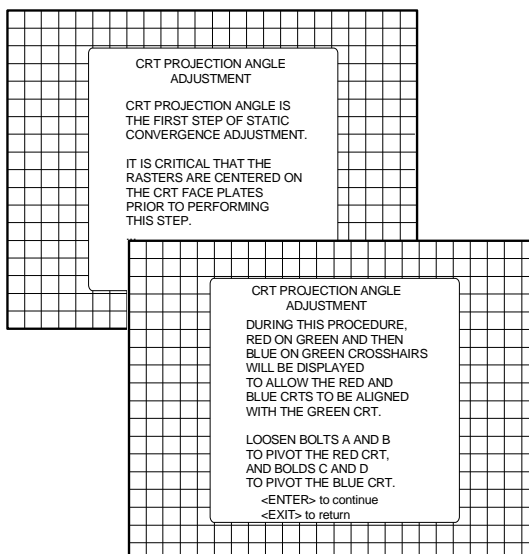 CRT PROJECTION ANGLE
ADJUSTMENT
CRT PROJECTION ANGLE IS
THE FIRST STEP OF STATIC
CONVERGENCE ADJUSTMENT.
IT IS CRITICAL THAT THE
RASTERS ARE CENTERED ON
THE CRT FACE PLATES
PRIOR TO PERFORMING
THIS STEP.
CRT PROJECTION ANGLE
ADJUSTMENT
DURING THIS PROCEDURE,
RED ON GREEN AND THEN
BLUE ON GREEN CROSSHAIRS
WILL BE DISPLAYED
TO ALLOW THE RED AND
BLUE CRTS TO BE ALIGNED
WITH THE GREEN CRT.
LOOSEN BOLTS A AND B
TO PIVOT THE RED CRT,
AND BOLDS C AND D
TO PIVOT THE BLUE CRT.
<ENTER> to continue
<EXIT> to return